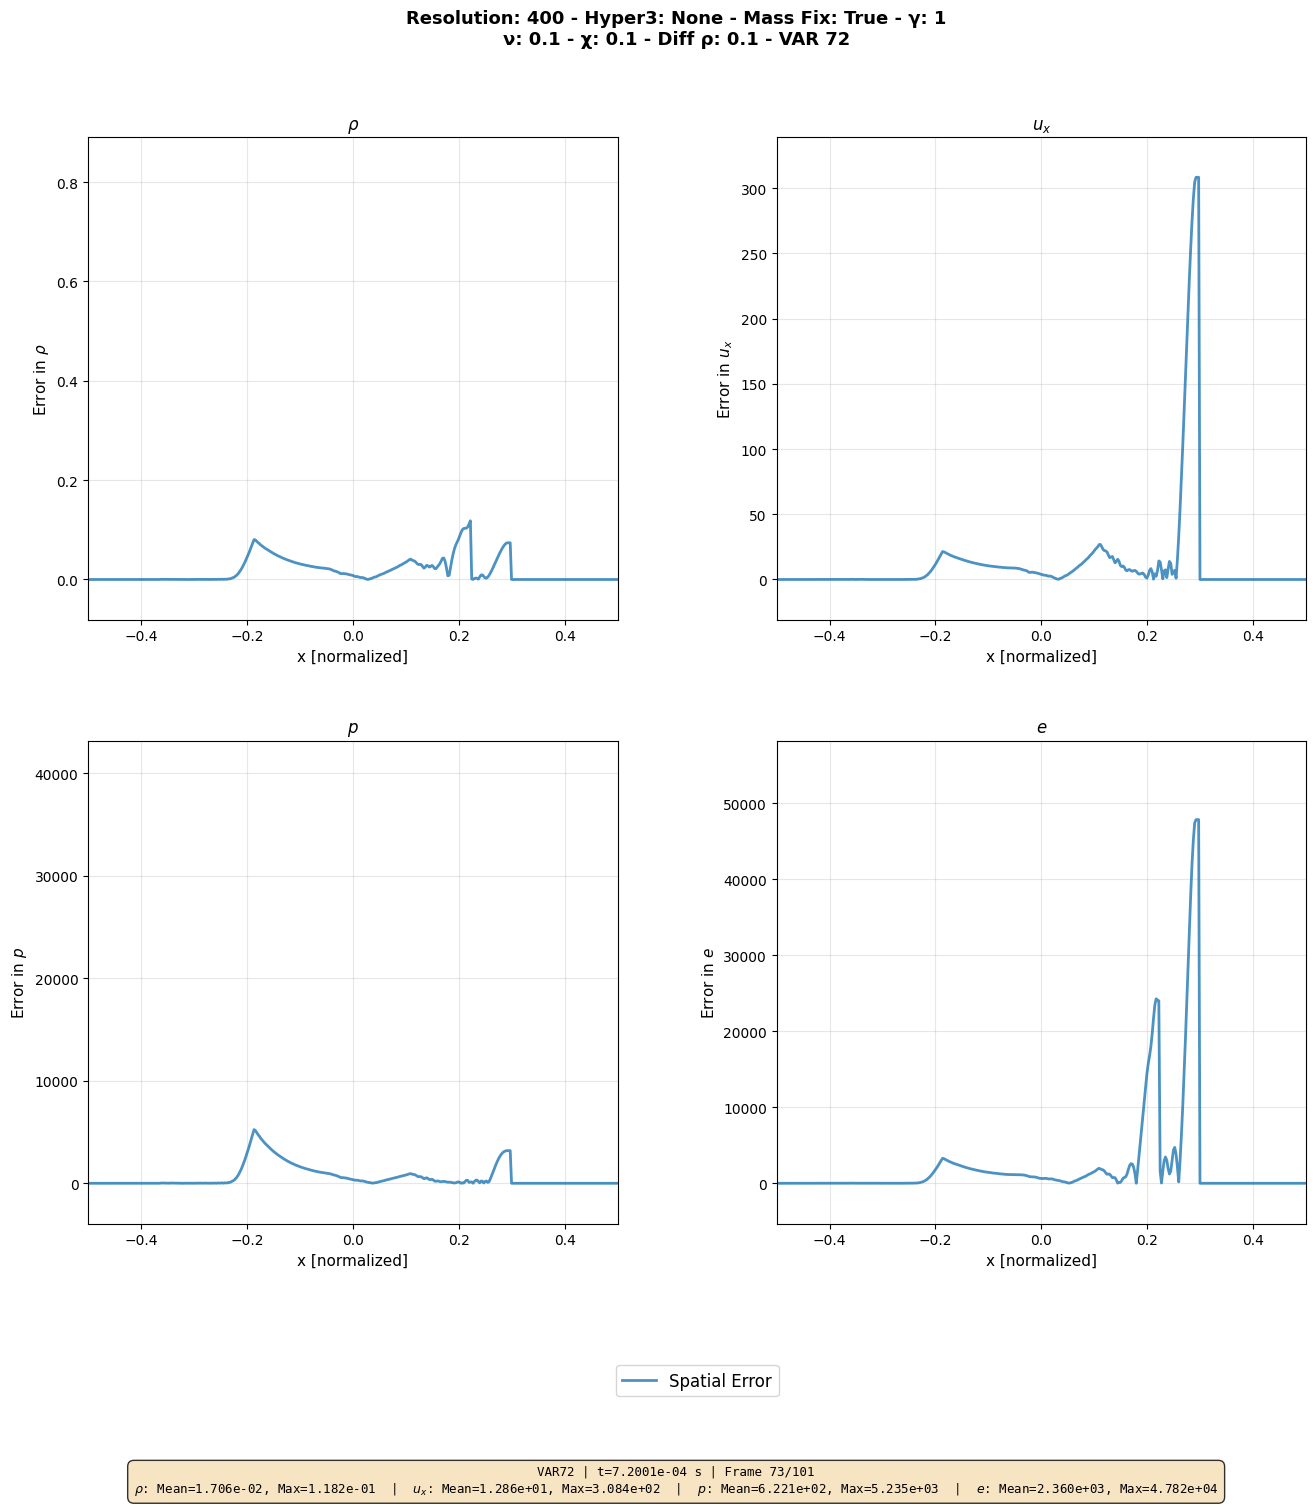 Resolution: 400 - Hyper3: None - Mass Fix: True - γ: 1
ν: 0.1 - χ: 0.1 - Diff ρ: 0.1 - VAR 72
ρ
0.8
0.6
0.4
0.2
0.0
Error in ρ
−0.4 −0.2 0.0 0.2 0.4
x [normalized]
u_x
300
250
200
150
100
50
0
Error in u_x
−0.4 −0.2 0.0 0.2 0.4
x [normalized]
p
40000
30000
20000
10000
0
Error in p
−0.4 −0.2 0.0 0.2 0.4
x [normalized]
e
50000
40000
30000
20000
10000
0
Error in e
−0.4 −0.2 0.0 0.2 0.4
x [normalized]
Spatial Error
VAR72 | t=7.2001e-04 s | Frame 73/101
ρ: Mean=1.706e-02, Max=1.182e-01 | u_x: Mean=1.286e+01, Max=3.084e+02 | p: Mean=6.221e+02, Max=5.235e+03 | e: Mean=2.360e+03, Max=4.782e+04